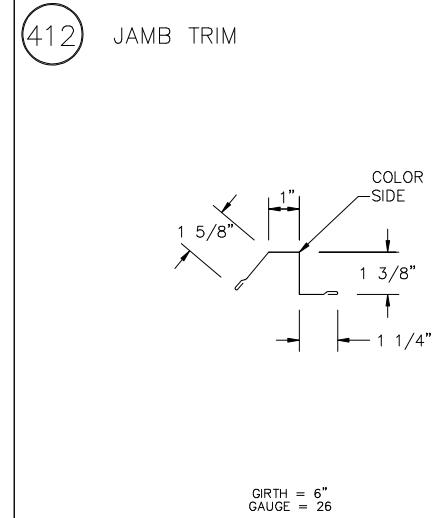 412 JAMB TRIM
COLOR
SIDE
1"
1 5/8"
1 3/8"
1 1/4"
GIRTH = 6"
GAUGE = 26